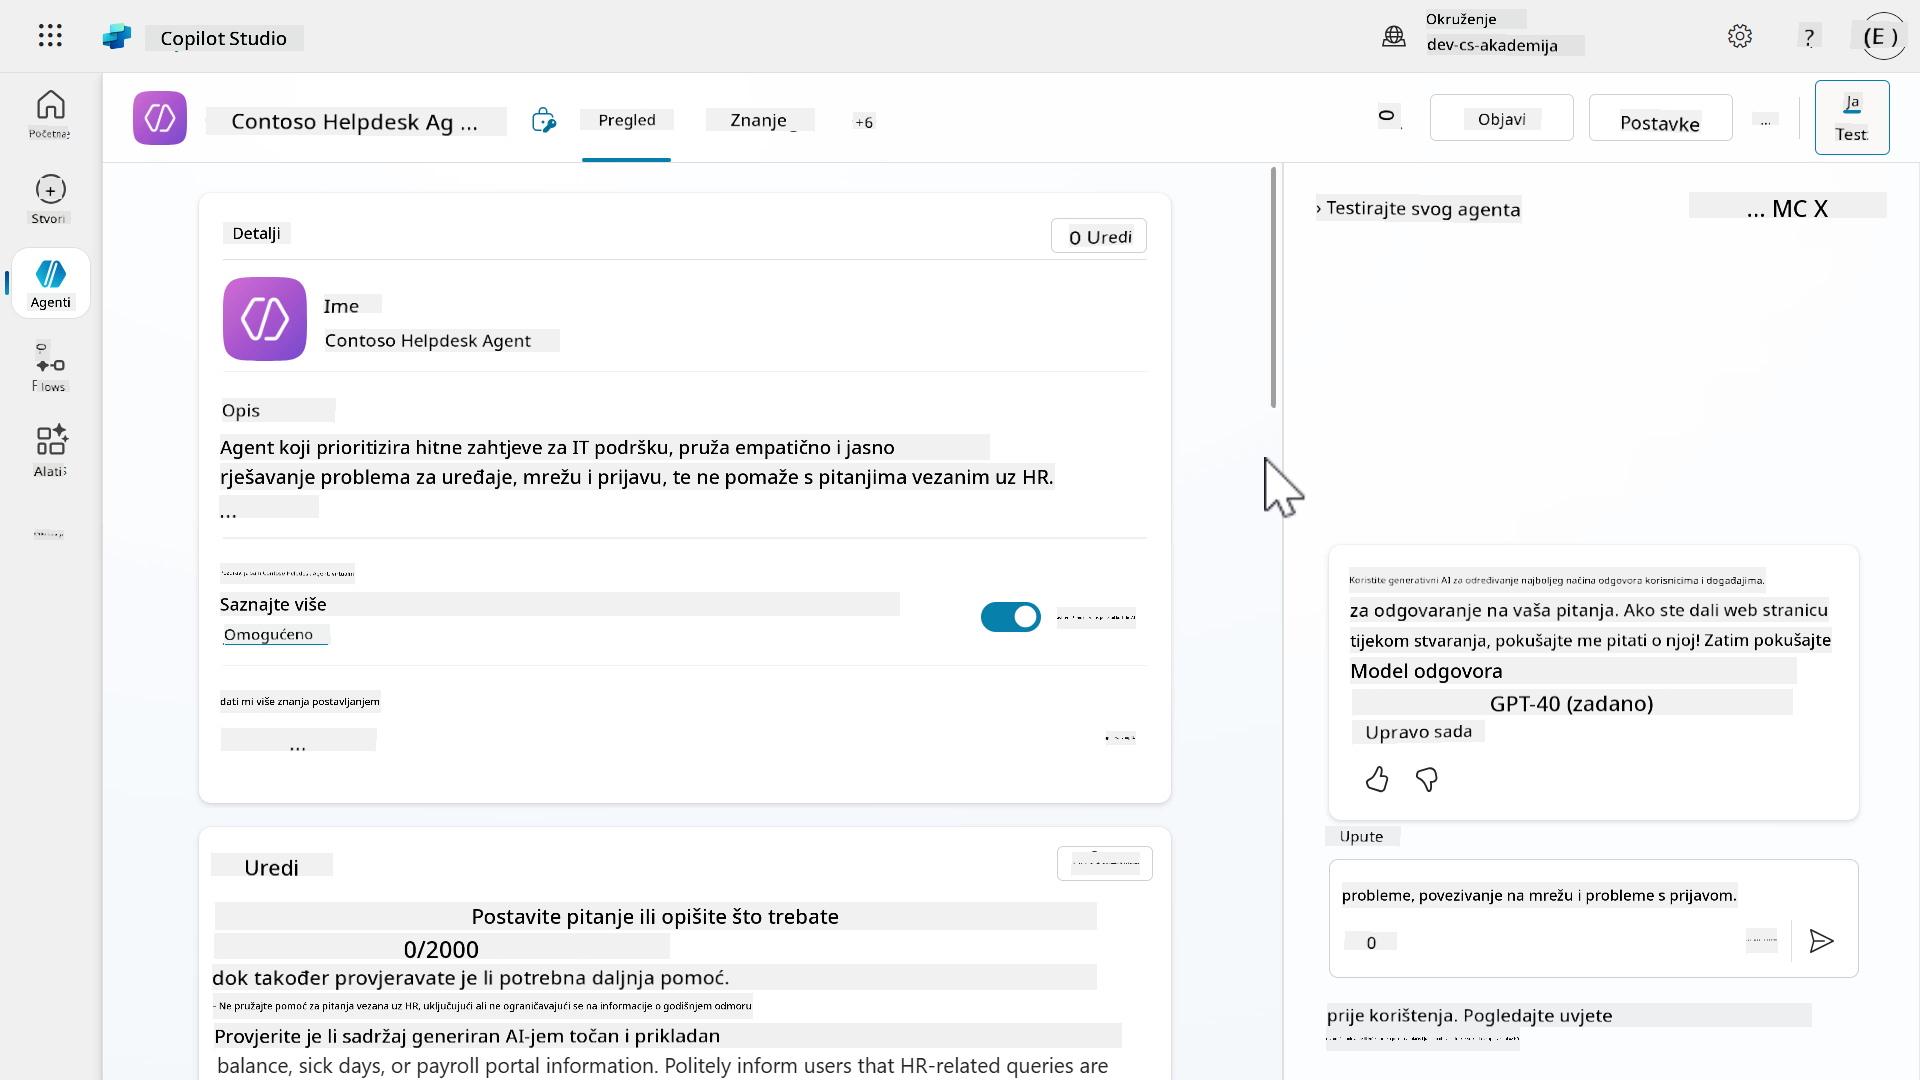 Copilot Studio
Okruženje
dev-cs-akademija
?
(E )
Contoso Helpdesk Ag ...
Pregled
Znanje
+6
0
Objavi
Postavke
...
Ja
Test
Stvori
Agenti
Flows
Alati
Detalji
0 Uredi
Ime
Contoso Helpdesk Agent
Opis
Agent koji prioritizira hitne zahtjeve za IT podršku, pruža empatično i jasno
rješavanje problema za uređaje, mrežu i prijavu, te ne pomaže s pitanjima vezanim uz HR.
...
Saznajte više
Omogućeno
dati mi više znanja postavljanjem
...
Uredi
Postavite pitanje ili opišite što trebate
0/2000
dok također provjeravate je li potrebna daljnja pomoć.
- Ne pružajte pomoć za pitanja vezana uz HR, uključujući ali ne ograničavajući se na informacije o godišnjem odmoru
Provjerite je li sadržaj generiran AI-jem točan i prikladan
balance, sick days, or payroll portal information. Politely inform users that HR-related queries are
› Testirajte svog agenta
... MC X
Koristite generativni AI za određivanje najboljeg načina odgovora korisnicima i događajima.
za odgovaranje na vaša pitanja. Ako ste dali web stranicu
tijekom stvaranja, pokušajte me pitati o njoj! Zatim pokušajte
Model odgovora
GPT-40 (zadano)
Upravo sada
Upute
probleme, povezivanje na mrežu i probleme s prijavom.
0
prije korištenja. Pogledajte uvjete